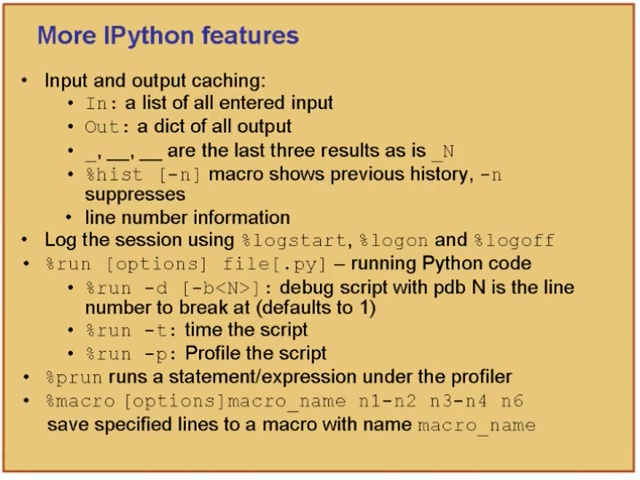 More IPython features
• Input and output caching:
• In: a list of all entered input
• Out: a dict of all output
• _, __, __ are the last three results as is _N
• %hist [-n] macro shows previous history, -n
suppresses
• line number information
• Log the session using %logstart, %logon and %logoff
• %run [options] file[.py] – running Python code
• %run -d [-b<N>]: debug script with pdb N is the line
number to break at (defaults to 1)
• %run -t: time the script
• %run -p: Profile the script
• %prun runs a statement/expression under the profiler
• %macro [options]macro_name n1-n2 n3-n4 n6
save specified lines to a macro with name macro_name